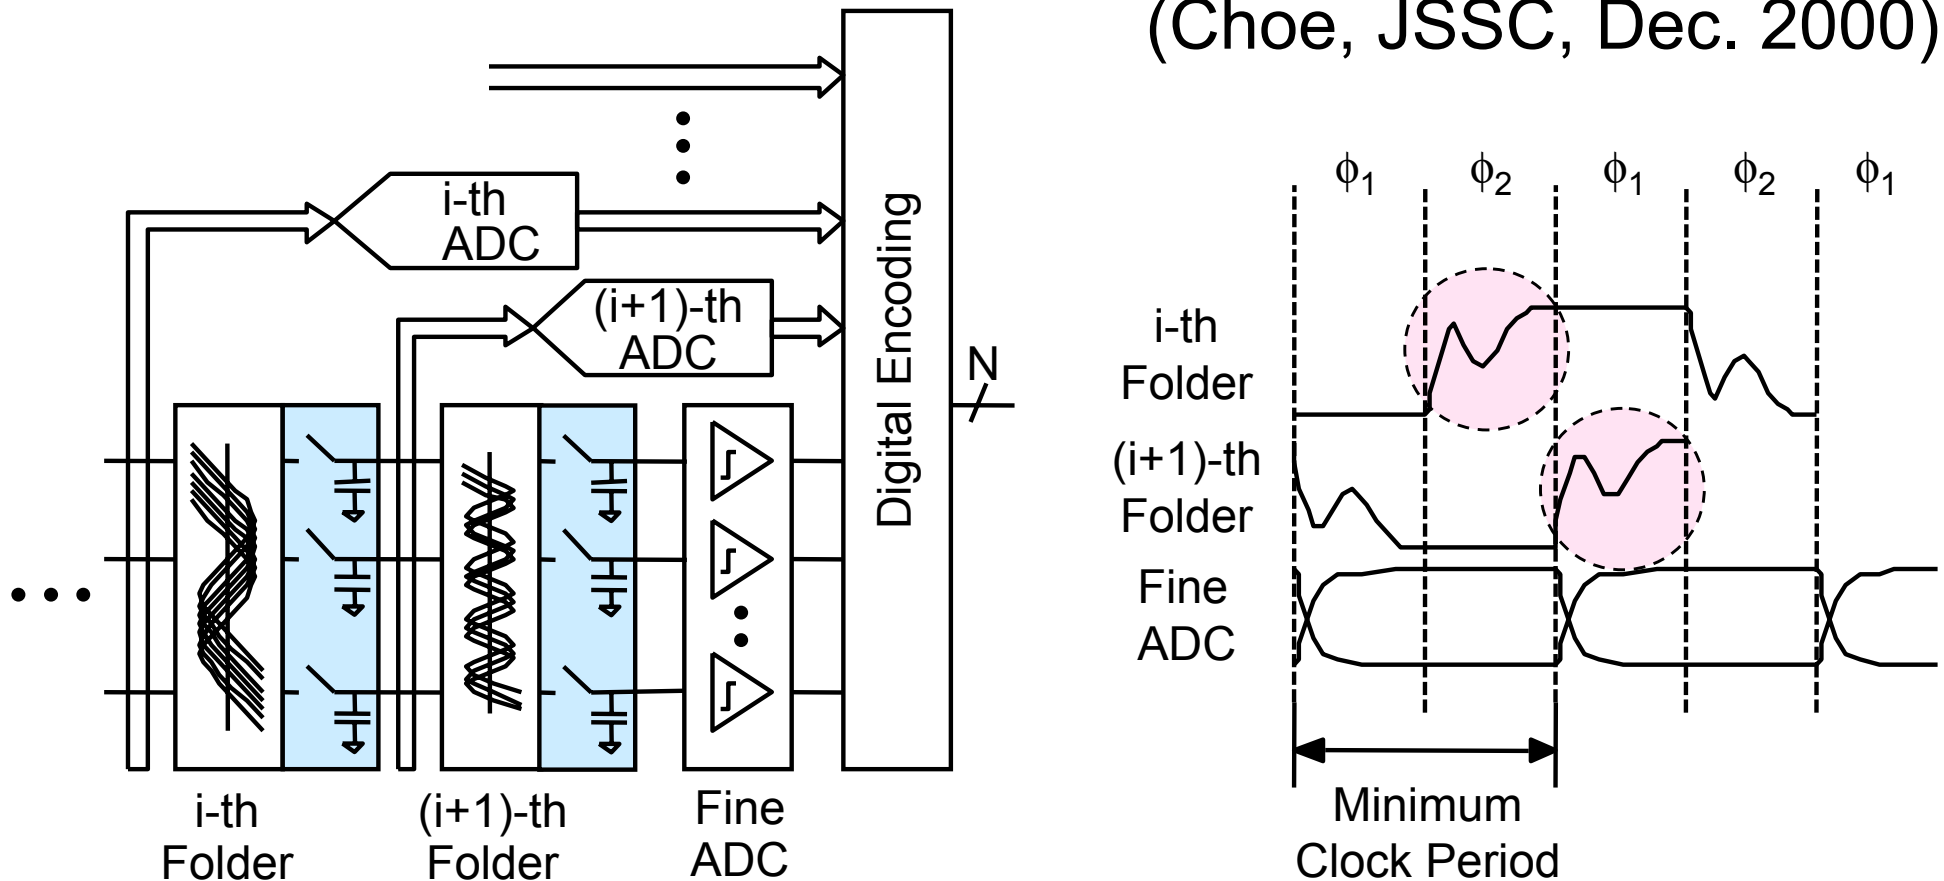 (Choe, JSSC, Dec. 2000)
i-th
ADC
(i+1)-th
ADC
Digital Encoding
N
i-th
Folder
(i+1)-th
Folder
Fine
ADC
ϕ1 ϕ2 ϕ1 ϕ2 ϕ1
i-th
Folder
(i+1)-th
Folder
Fine
ADC
Minimum
Clock Period